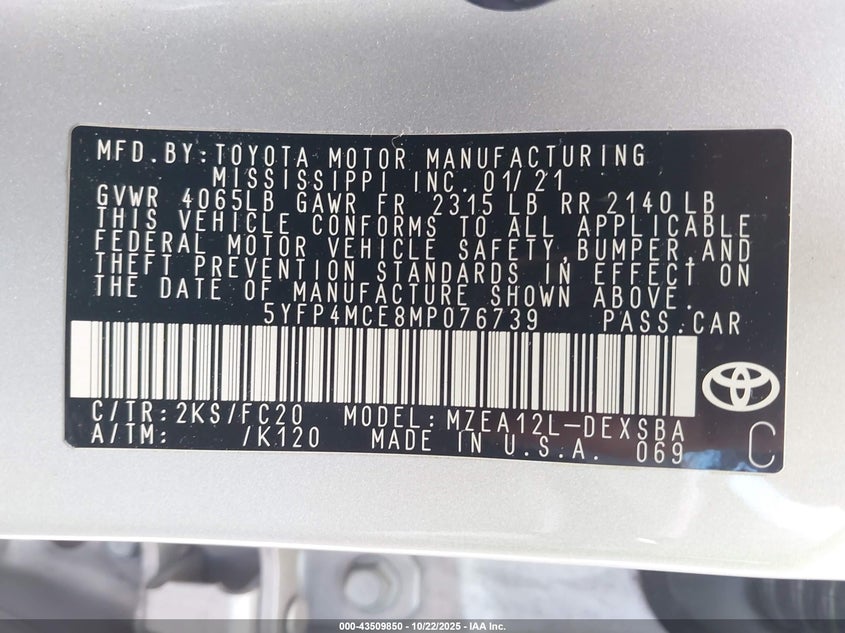 MFD.BY:TOYOTA MOTOR MANUFACTURING
MISSISSIPPI INC. 01/21
GVWR 4065LB GAWR FR 2315 LB RR 2140 LB
THIS VEHICLE CONFORMS TO ALL APPLICABLE
FEDERAL MOTOR VEHICLE SAFETY,BUMPER,AND
THEFT PREVENTION STANDARDS IN EFFECT ON
THE DATE OF MANUFACTURE SHOWN ABOVE.
5YFP4MCE8MP076739 PASS.CAR
C/TR:2KS/FC20 MODEL:MZEA12L-DEXSBA
A/TM: /K120 MADE IN U.S.A. 069 C
000-43509850 | 10/22/2025 - IAA Inc.